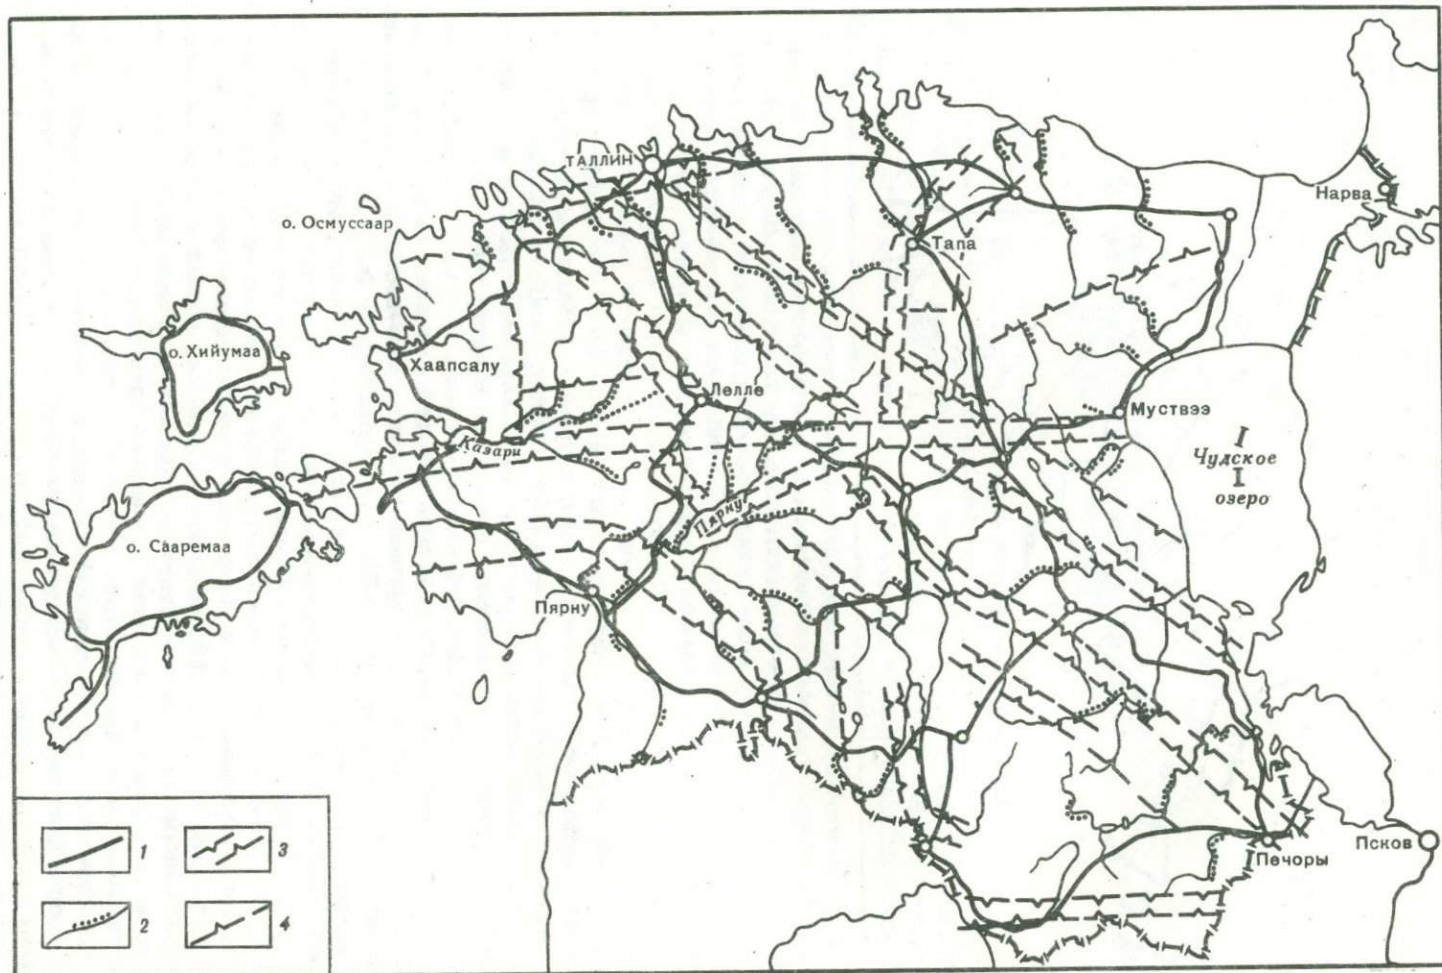 ТАЛЛИН
Нарва
о. Осмуссаар
Тапа
о. Хийумаа
Хаапсалу
Лелле
Муствээ
Казари
Чудское
озеро
Пярну
о. Сааремаа
Пярну
Печоры
Псков
1
3
2
4